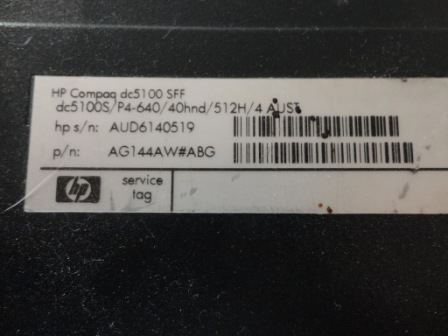 HP Compaq dc5100 SFF
dc5100S/P4-640/40hnd/512H/4 AUST
hp s/n: AUD6140519
p/n: AG144AW#ABG
hp service
tag